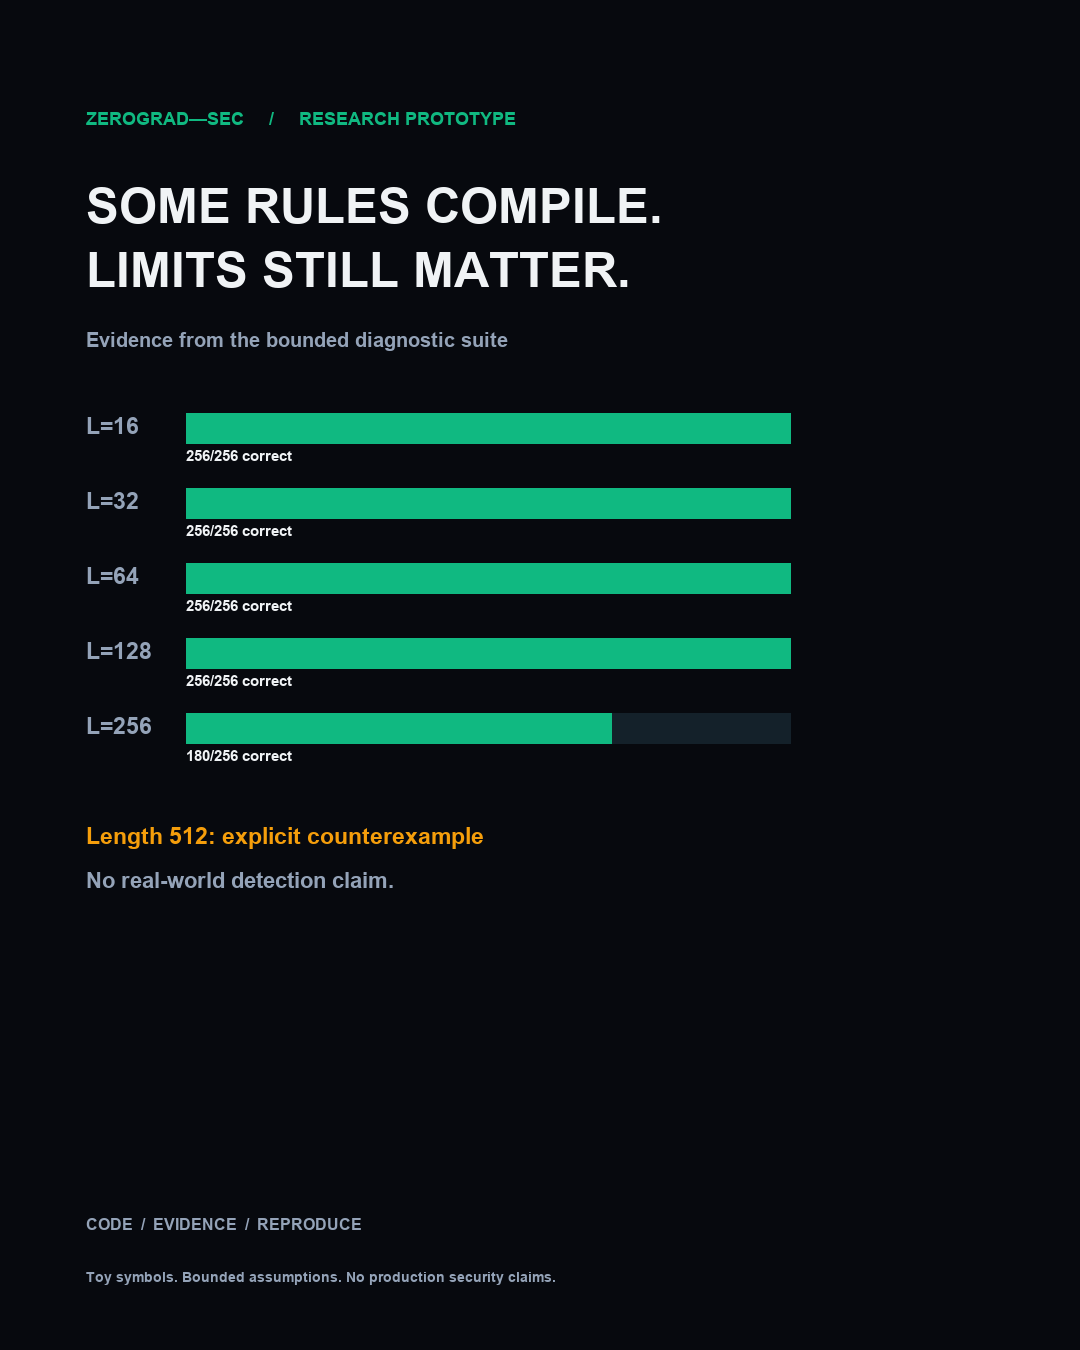 ZEROGRAD—SEC / RESEARCH PROTOTYPE
SOME RULES COMPILE.
LIMITS STILL MATTER.
Evidence from the bounded diagnostic suite
L=16
256/256 correct
L=32
256/256 correct
L=64
256/256 correct
L=128
256/256 correct
L=256
180/256 correct
Length 512: explicit counterexample
No real-world detection claim.
CODE / EVIDENCE / REPRODUCE
Toy symbols. Bounded assumptions. No production security claims.